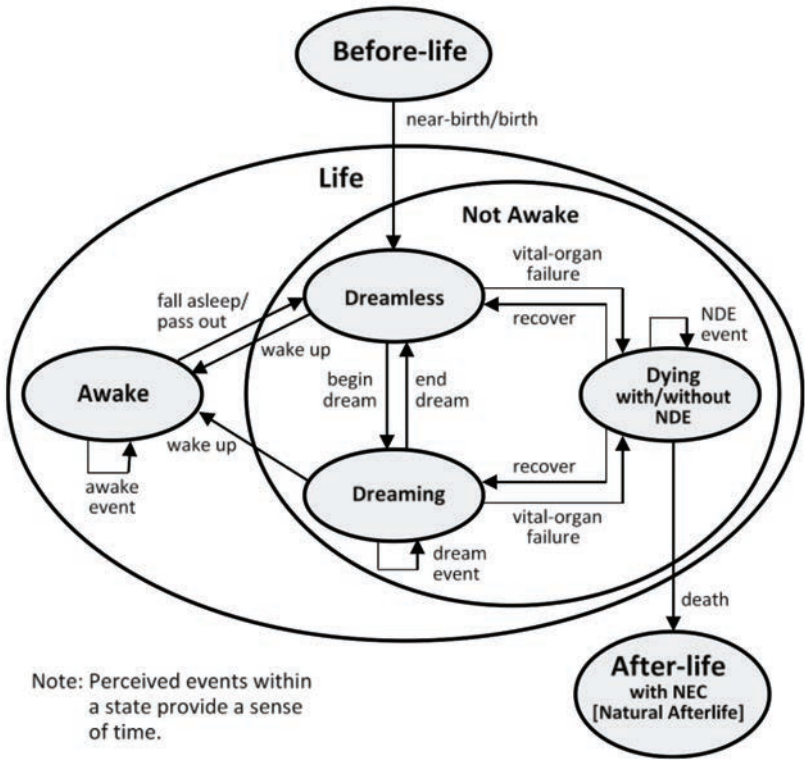 Before-life
near-birth/birth
Life
Not Awake
vital-organ
failure
Dreamless
fall asleep/
pass out
recover
NDE
event
wake up
begin
dream
end
dream
Dying
with/without
NDE
Awake
wake up
recover
awake
event
Dreaming
vital-organ
failure
dream
event
death
After-life
with NEC
[Natural Afterlife]
Note: Perceived events within
a state provide a sense
of time.